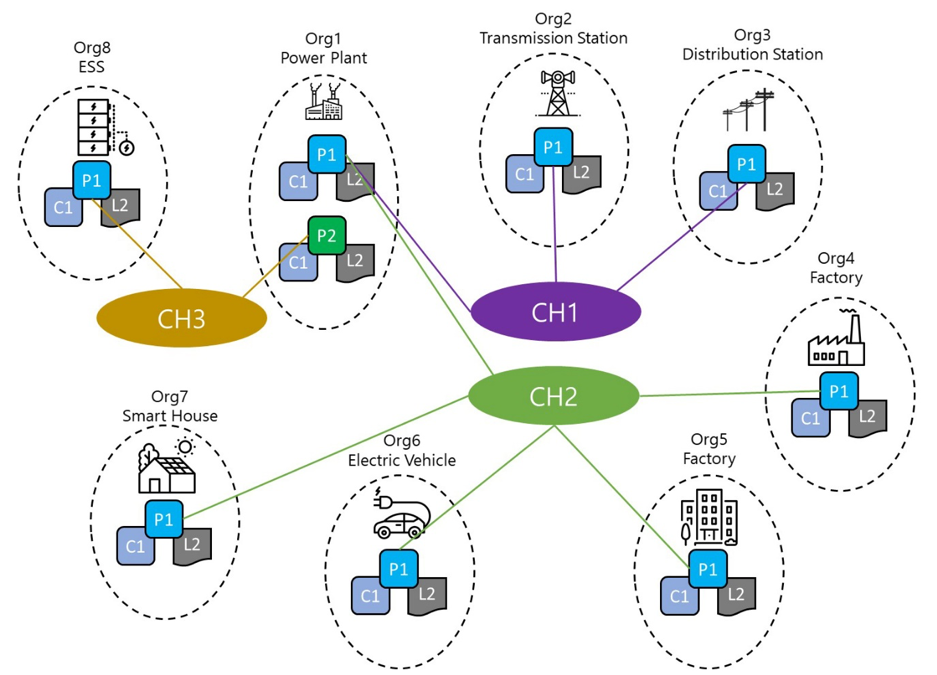 Org8
ESS
P1
C1
L2
Org1
Power Plant
P1
C1
L2
P2
C1
L2
Org2
Transmission Station
P1
C1
L2
Org3
Distribution Station
P1
C1
L2
CH3
CH1
CH2
Org4
Factory
P1
C1
L2
Org7
Smart House
P1
C1
L2
Org6
Electric Vehicle
P1
C1
L2
Org5
Factory
P1
C1
L2